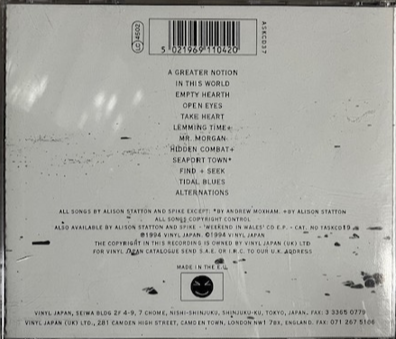 LC 4502
5 021969 110420
ASKCD37
A GREATER NOTION
IN THIS WORLD
EMPTY HEARTH
OPEN EYES
TAKE HEART
LEMMING TIME+
MR. MORGAN
HIDDEN COMBAT+
SEAPORT TOWN*
FIND + SEEK
TIDAL BLUES
ALTERNATIONS
ALL SONGS BY ALISON STATTON AND SPIKE EXCEPT: *BY ANDREW MOXHAM. +BY ALISON STATTON
ALL SONGS COPYRIGHT CONTROL
ALSO AVAILABLE BY ALISON STATTON AND SPIKE - 'WEEKEND IN WALES' CD E.P. - CAT. NO TASKCD19
℗1994 VINYL JAPAN. ©1994 VINYL JAPAN
THE COPYRIGHT IN THIS RECORDING IS OWNED BY VINYL JAPAN (UK) LTD
FOR VINYL JAPAN CATALOGUE SEND S.A.E. OR I.R.C. TO OUR U.K. ADDRESS
MADE IN THE E.U.
VINYL JAPAN, SEIWA BLDG 2F 4-9, 7 CHOME, NISHI-SHINJUKU, SHINJUKU-KU, TOKYO, JAPAN. FAX: 3 3365 0779
VINYL JAPAN (UK) LTD., 281 CAMDEN HIGH STREET, CAMDEN TOWN, LONDON NW1 7BX, ENGLAND. FAX: 071 267 5186